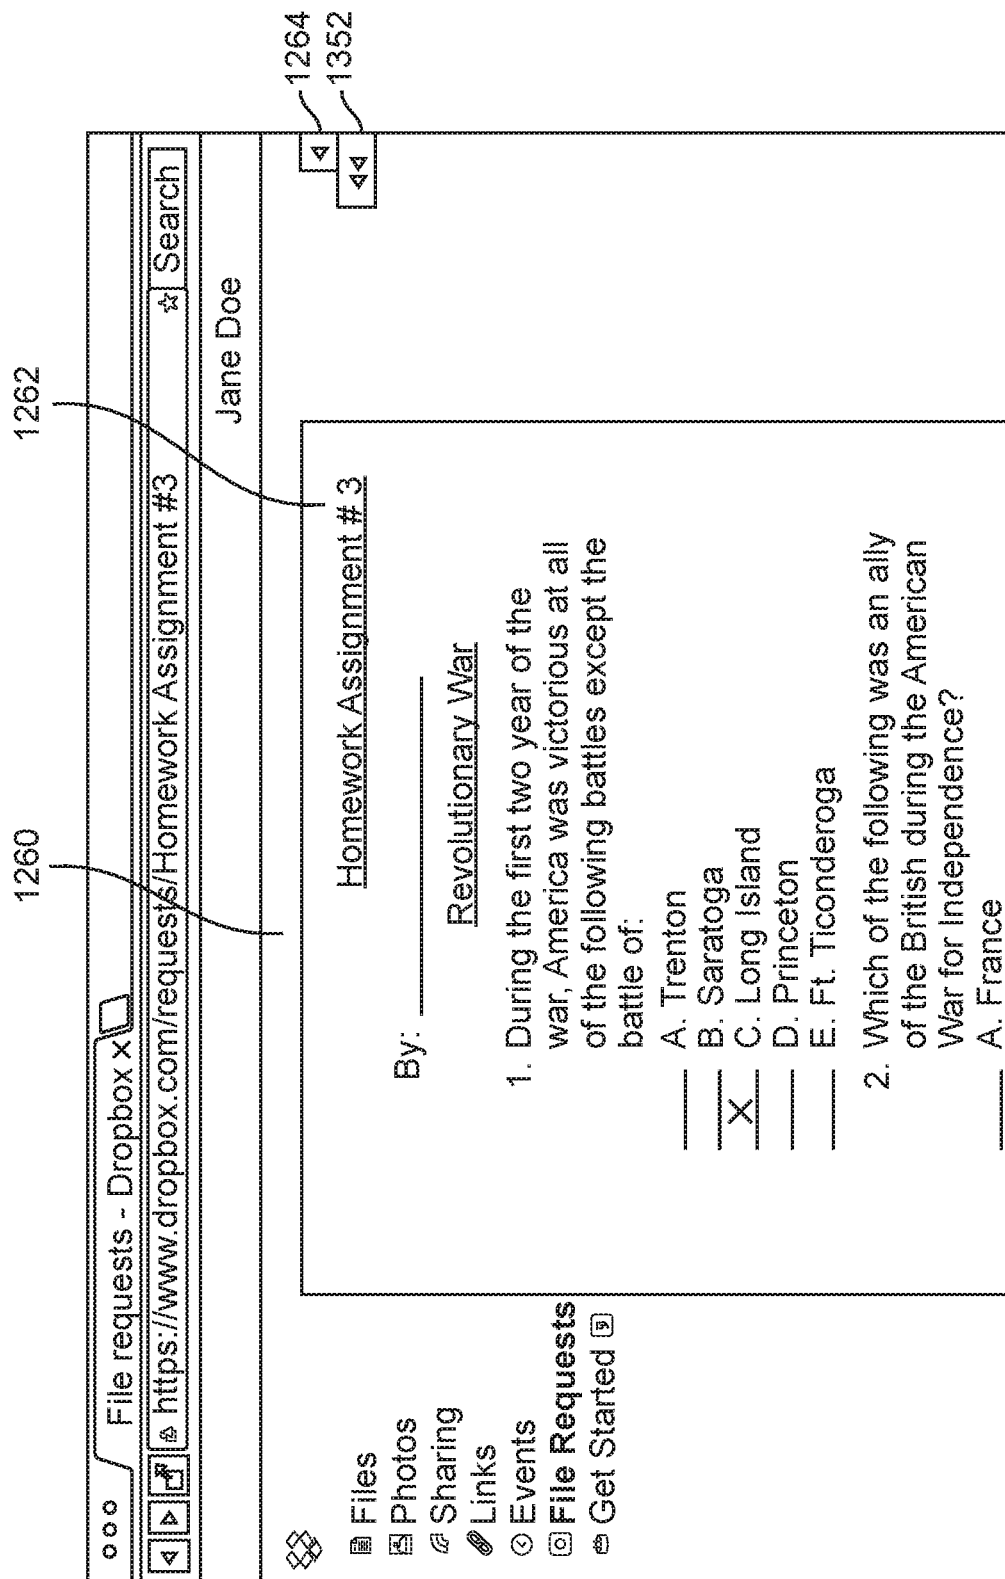 1260
1262
File requests - Dropbox X
https://www.dropbox.com/requests/Homework Assignment #3
Search
Jane Doe
1264
1352
Files
Photos
Sharing
Links
Events
File Requests
Get Started
Homework Assignment # 3
By:
Revolutionary War
1. During the first two year of the
war, America was victorious at all
of the following battles except the
battle of:
A. Trenton
B. Saratoga
X C. Long Island
D. Princeton
E. Ft. Ticonderoga
2. Which of the following was an ally
of the British during the American
War for Independence?
A. France